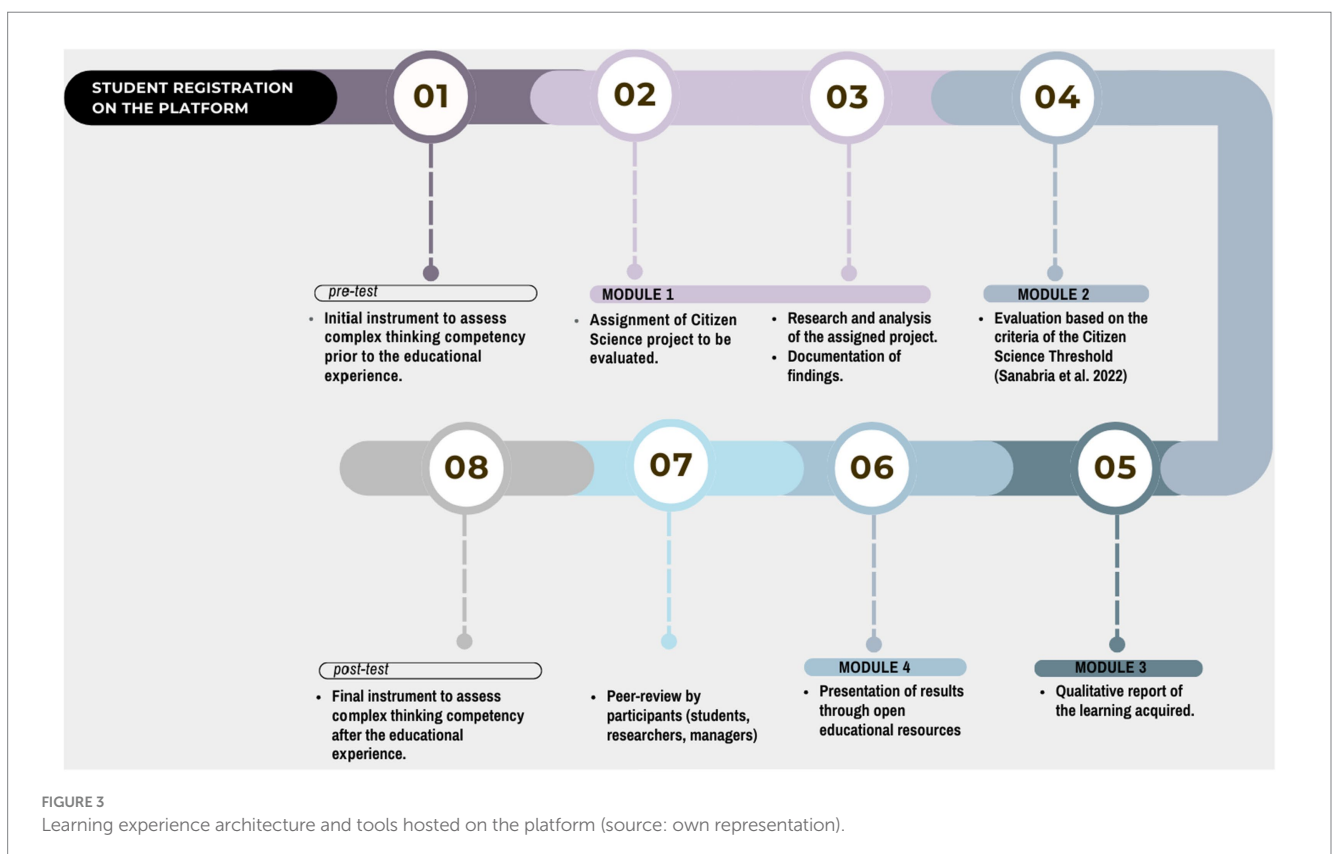 STUDENT REGISTRATION
ON THE PLATFORM
01
02
03
04
pre-test
• Initial instrument to assess
complex thinking competency
prior to the educational
experience.
MODULE 1
• Assignment of Citizen
Science project to be
evaluated.
• Research and analysis
of the assigned project.
• Documentation of
findings.
MODULE 2
• Evaluation based on the
criteria of the Citizen
Science Threshold
(Sanabria et al. 2022)
08
07
06
05
post-test
• Final instrument to assess
complex thinking competency
after the educational
experience.
• Peer-review by
participants (students,
researchers, managers)
MODULE 4
• Presentation of results
through open
educational resources
MODULE 3
• Qualitative report of
the learning acquired.
FIGURE 3
Learning experience architecture and tools hosted on the platform (source: own representation).